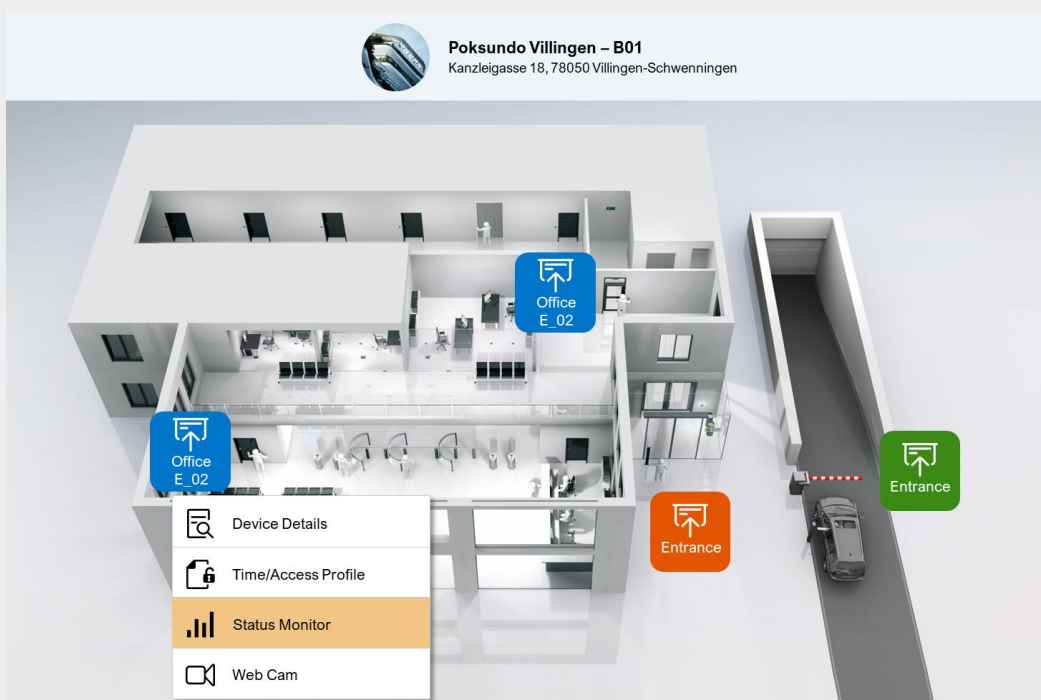 Poksundo Villingen – B01
Kanzleigasse 18, 78050 Villingen-Schwenningen
Office
E_02
Office
E_02
Entrance
Entrance
Device Details
Time/Access Profile
Status Monitor
Web Cam